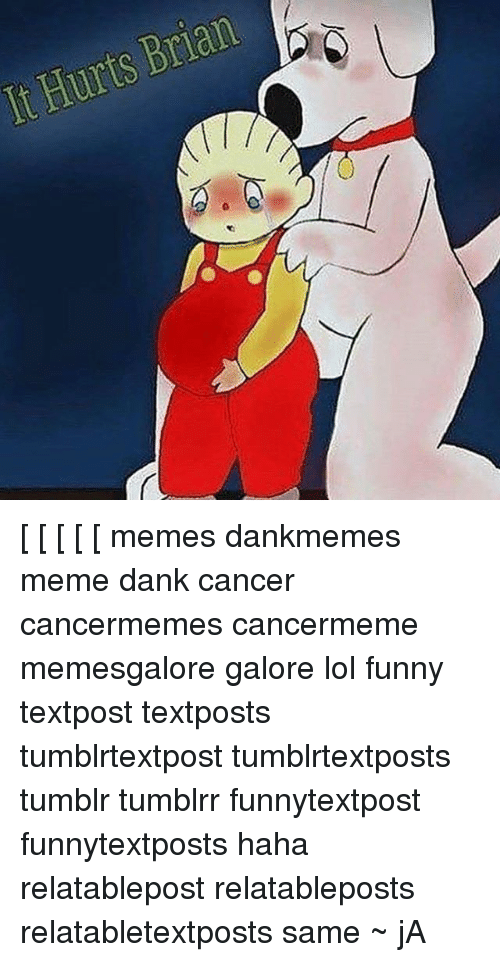 It Hurts Brian
[ [ [ [ [ memes dankmemes
meme dank cancer
cancermemes cancermeme
memesgalore galore lol funny
textpost textposts
tumblrtextpost tumblrtextposts
tumblr tumblrr funnytextpost
funnytextposts haha
relatablepost relatableposts
relatabletextposts same ~ jA